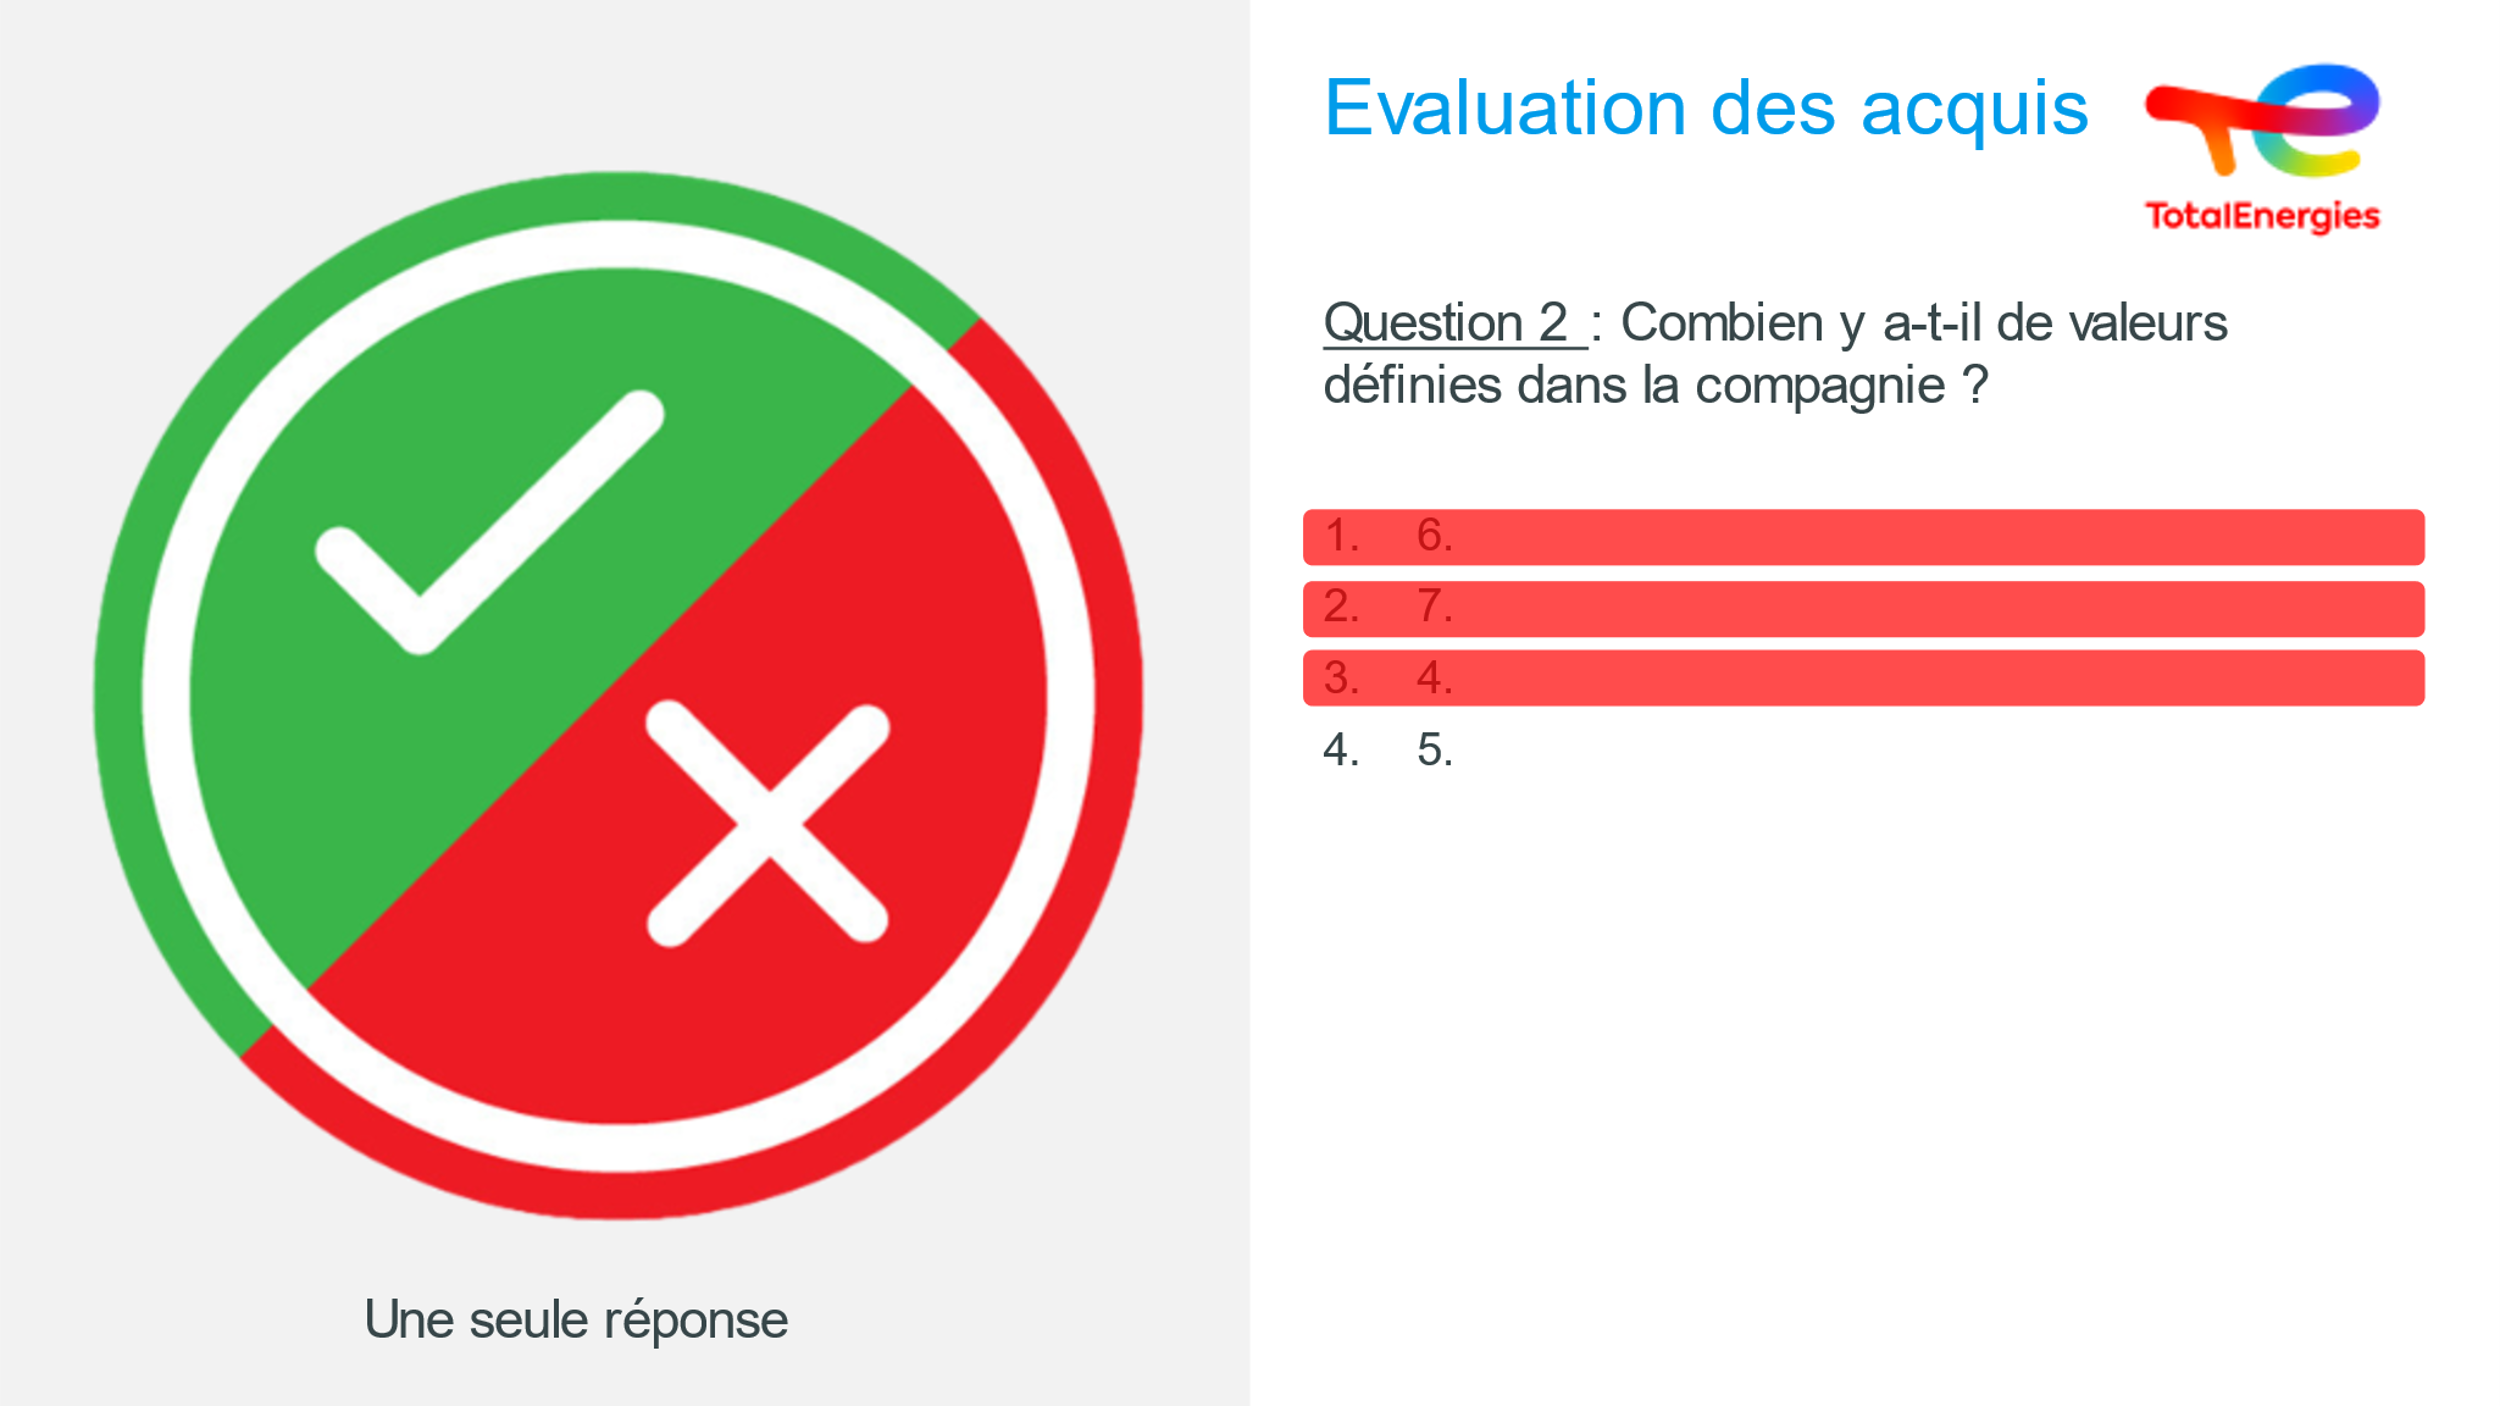 Evaluation des acquis
TotalEnergies
Question 2 : Combien y a-t-il de valeurs
définies dans la compagnie ?
1. 6.
2. 7.
3. 4.
4. 5.
Une seule réponse